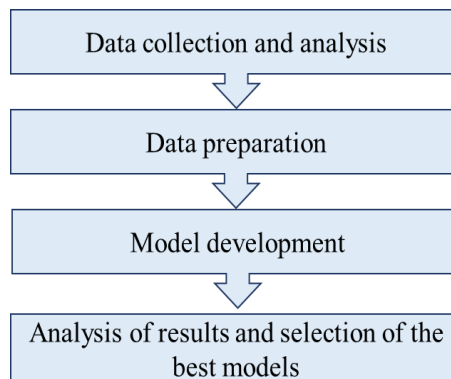 Data collection and analysis
Data preparation
Model development
Analysis of results and selection of the
best models